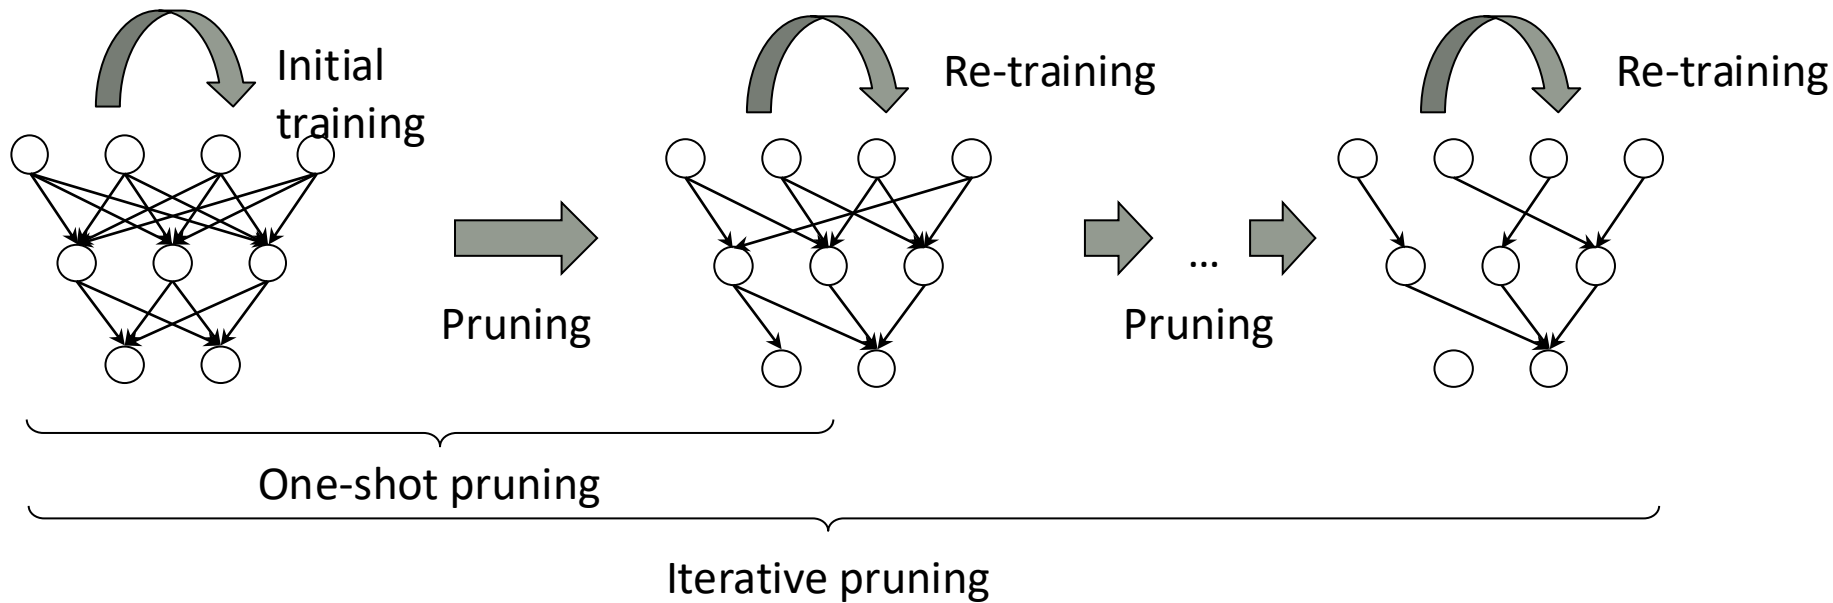 Initial
training
Re-training
Re-training
Pruning
...
Pruning
One-shot pruning
Iterative pruning